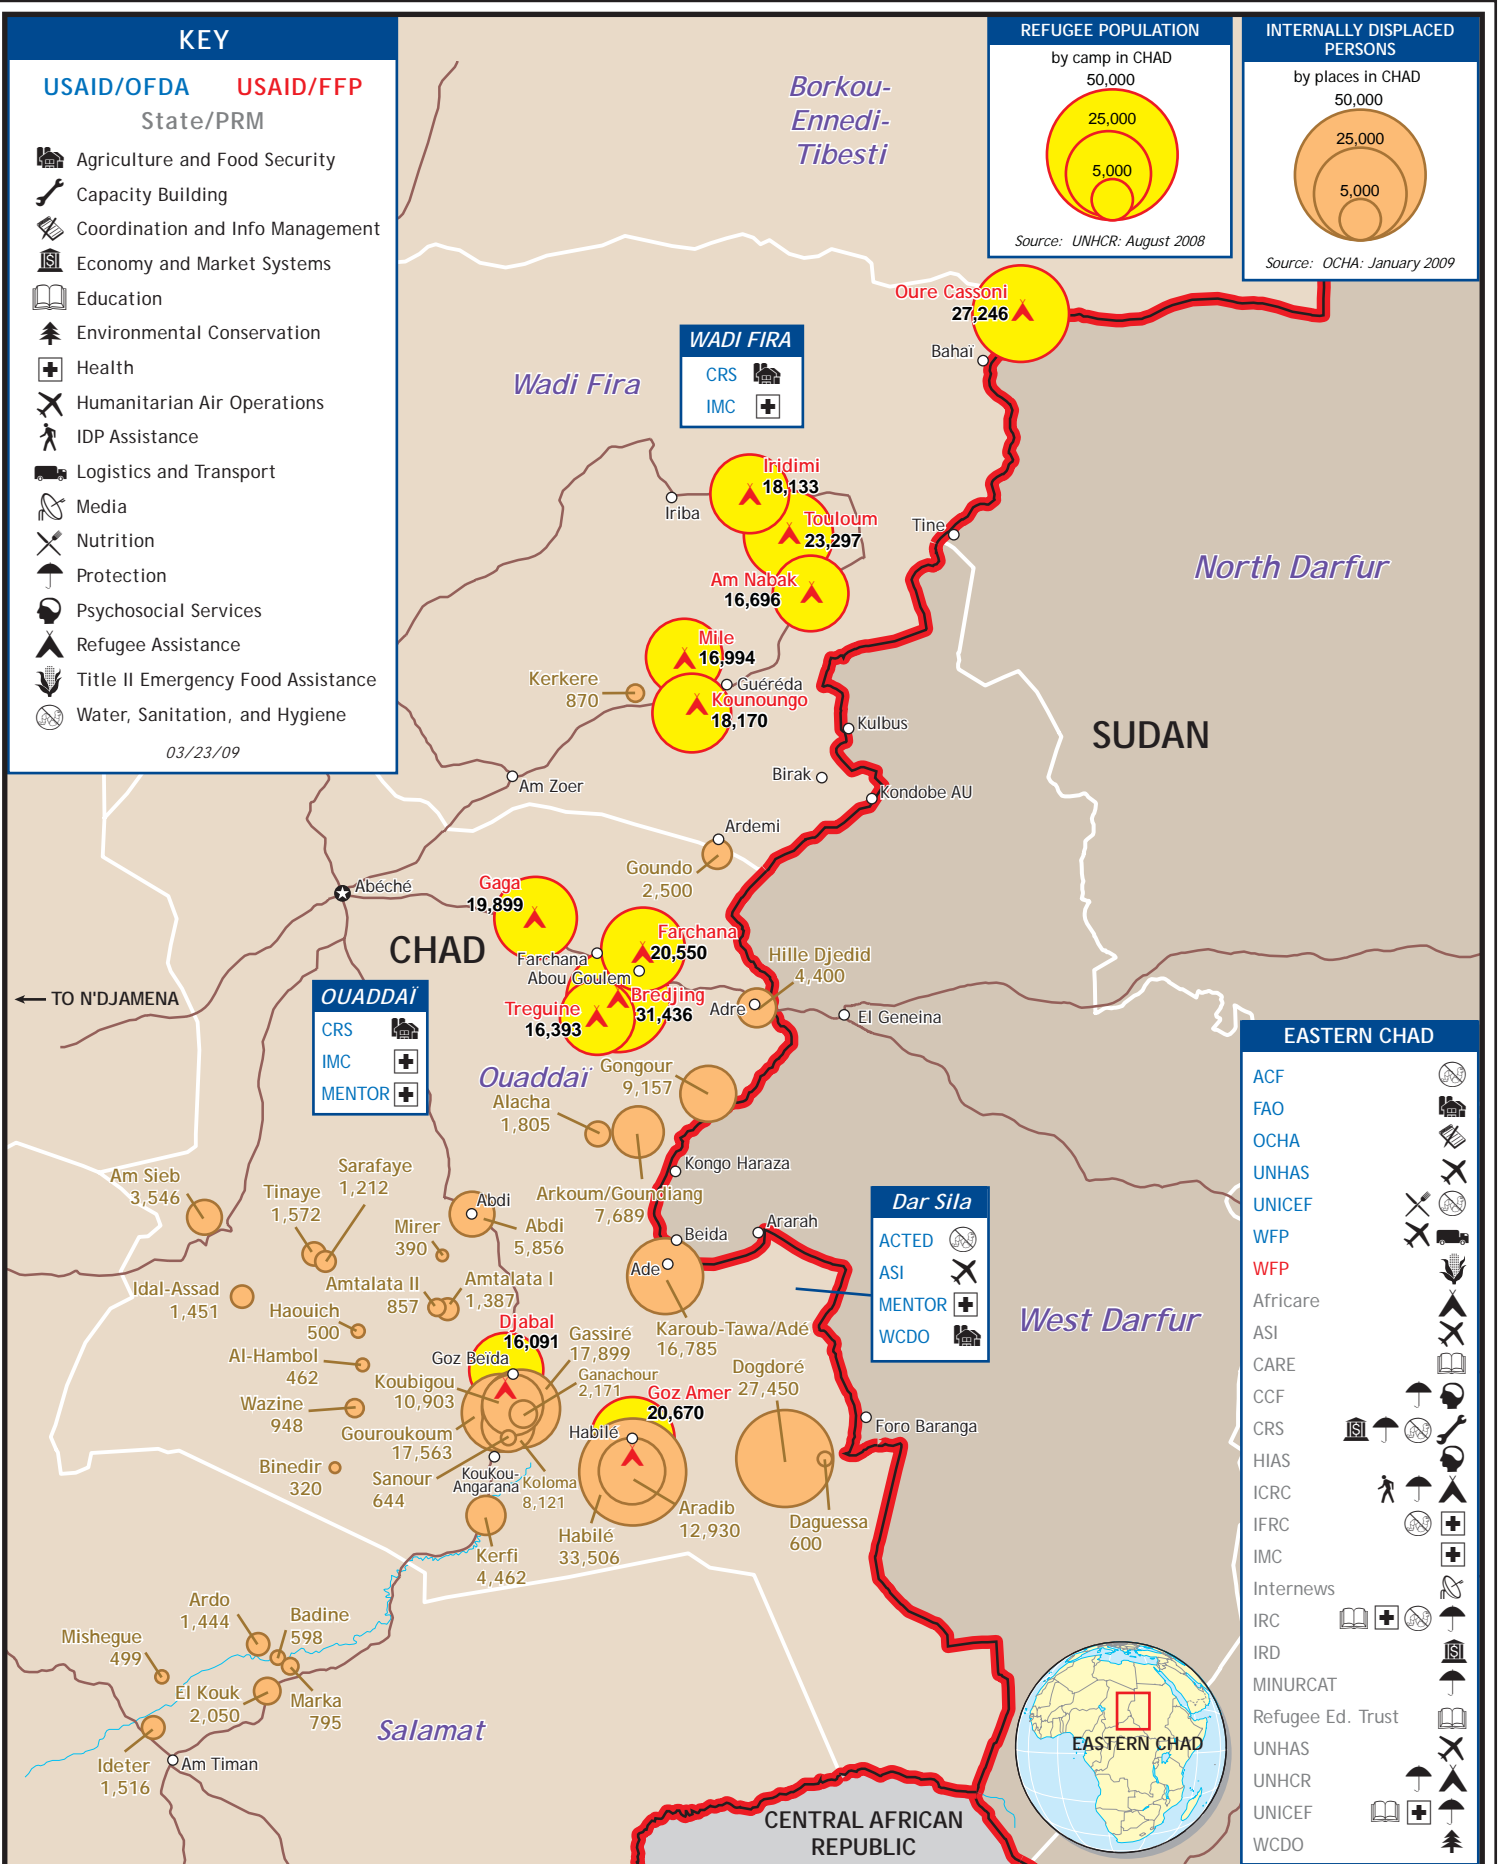 KEY
USAID/OFDA USAID/FFP
State/PRM
Agriculture and Food Security
Capacity Building
Coordination and Info Management
Economy and Market Systems
Education
Environmental Conservation
Health
Humanitarian Air Operations
IDP Assistance
Logistics and Transport
Media
Nutrition
Protection
Psychosocial Services
Refugee Assistance
Title II Emergency Food Assistance
Water, Sanitation, and Hygiene
03/23/09
REFUGEE POPULATION
by camp in CHAD
50,000
25,000
5,000
Source: UNHCR: August 2008
INTERNALLY DISPLACED
PERSONS
by places in CHAD
50,000
25,000
5,000
Source: OCHA: January 2009
Borkou-
Ennedi-
Tibesti
Oure Cassoni
27,246
Bahaï
WADI FIRA
CRS
IMC
Wadi Fira
Iridimi
18,133
Iriba
Touloum
23,297
Tine
Am Nabak
16,696
North Darfur
Mile
16,994
Kerkere
870
Guéréda
Kounoungo
18,170
Kulbus
SUDAN
Birak
Am Zoer
Kondobe AU
Ardemi
Goundo
2,500
Abéché
Gaga
19,899
CHAD
Farchana
20,550
Farchana
Abou Goulem
Hille Djedid
4,400
TO N'DJAMENA
Bredjing
31,436
Treguine
16,393
Adre
El Geneina
OUADDAÏ
CRS
IMC
MENTOR
Ouaddaï
Gongour
9,157
Alacha
1,805
Kongo Haraza
Arkoum/Goundiang
7,689
Am Sieb
3,546
Tinaye
1,572
Sarafaye
1,212
Abdi
Abdi
5,856
Mirer
390
Beida
Ararah
Ade
Dar Sila
ACTED
ASI
MENTOR
WCDO
Idal-Assad
1,451
Amtalata II
857
Amtalata I
1,387
Haouich
500
Djabal
16,091
Gassiré
17,899
Karoub-Tawa/Adé
16,785
West Darfur
Al-Hambol
462
Goz Beïda
Koubigou
10,903
Ganachour
2,171
Goz Amer
20,670
Dogdoré
27,450
Wazine
948
Gouroukoum
17,563
Habilé
Foro Baranga
Binedir
320
Sanour
644
KouKou-
Angarana
Koloma
8,121
Aradib
12,930
Habilé
33,506
Daguessa
600
Kerfi
4,462
Ardo
1,444
Badine
598
Mishegue
499
El Kouk
2,050
Marka
795
Salamat
Ideter
1,516
Am Timan
CENTRAL AFRICAN
REPUBLIC
EASTERN CHAD
EASTERN CHAD
ACF
FAO
OCHA
UNHAS
UNICEF
WFP
WFP
Africare
ASI
CARE
CCF
CRS
HIAS
ICRC
IFRC
IMC
Internews
IRC
IRD
MINURCAT
Refugee Ed. Trust
UNHAS
UNHCR
UNICEF
WCDO